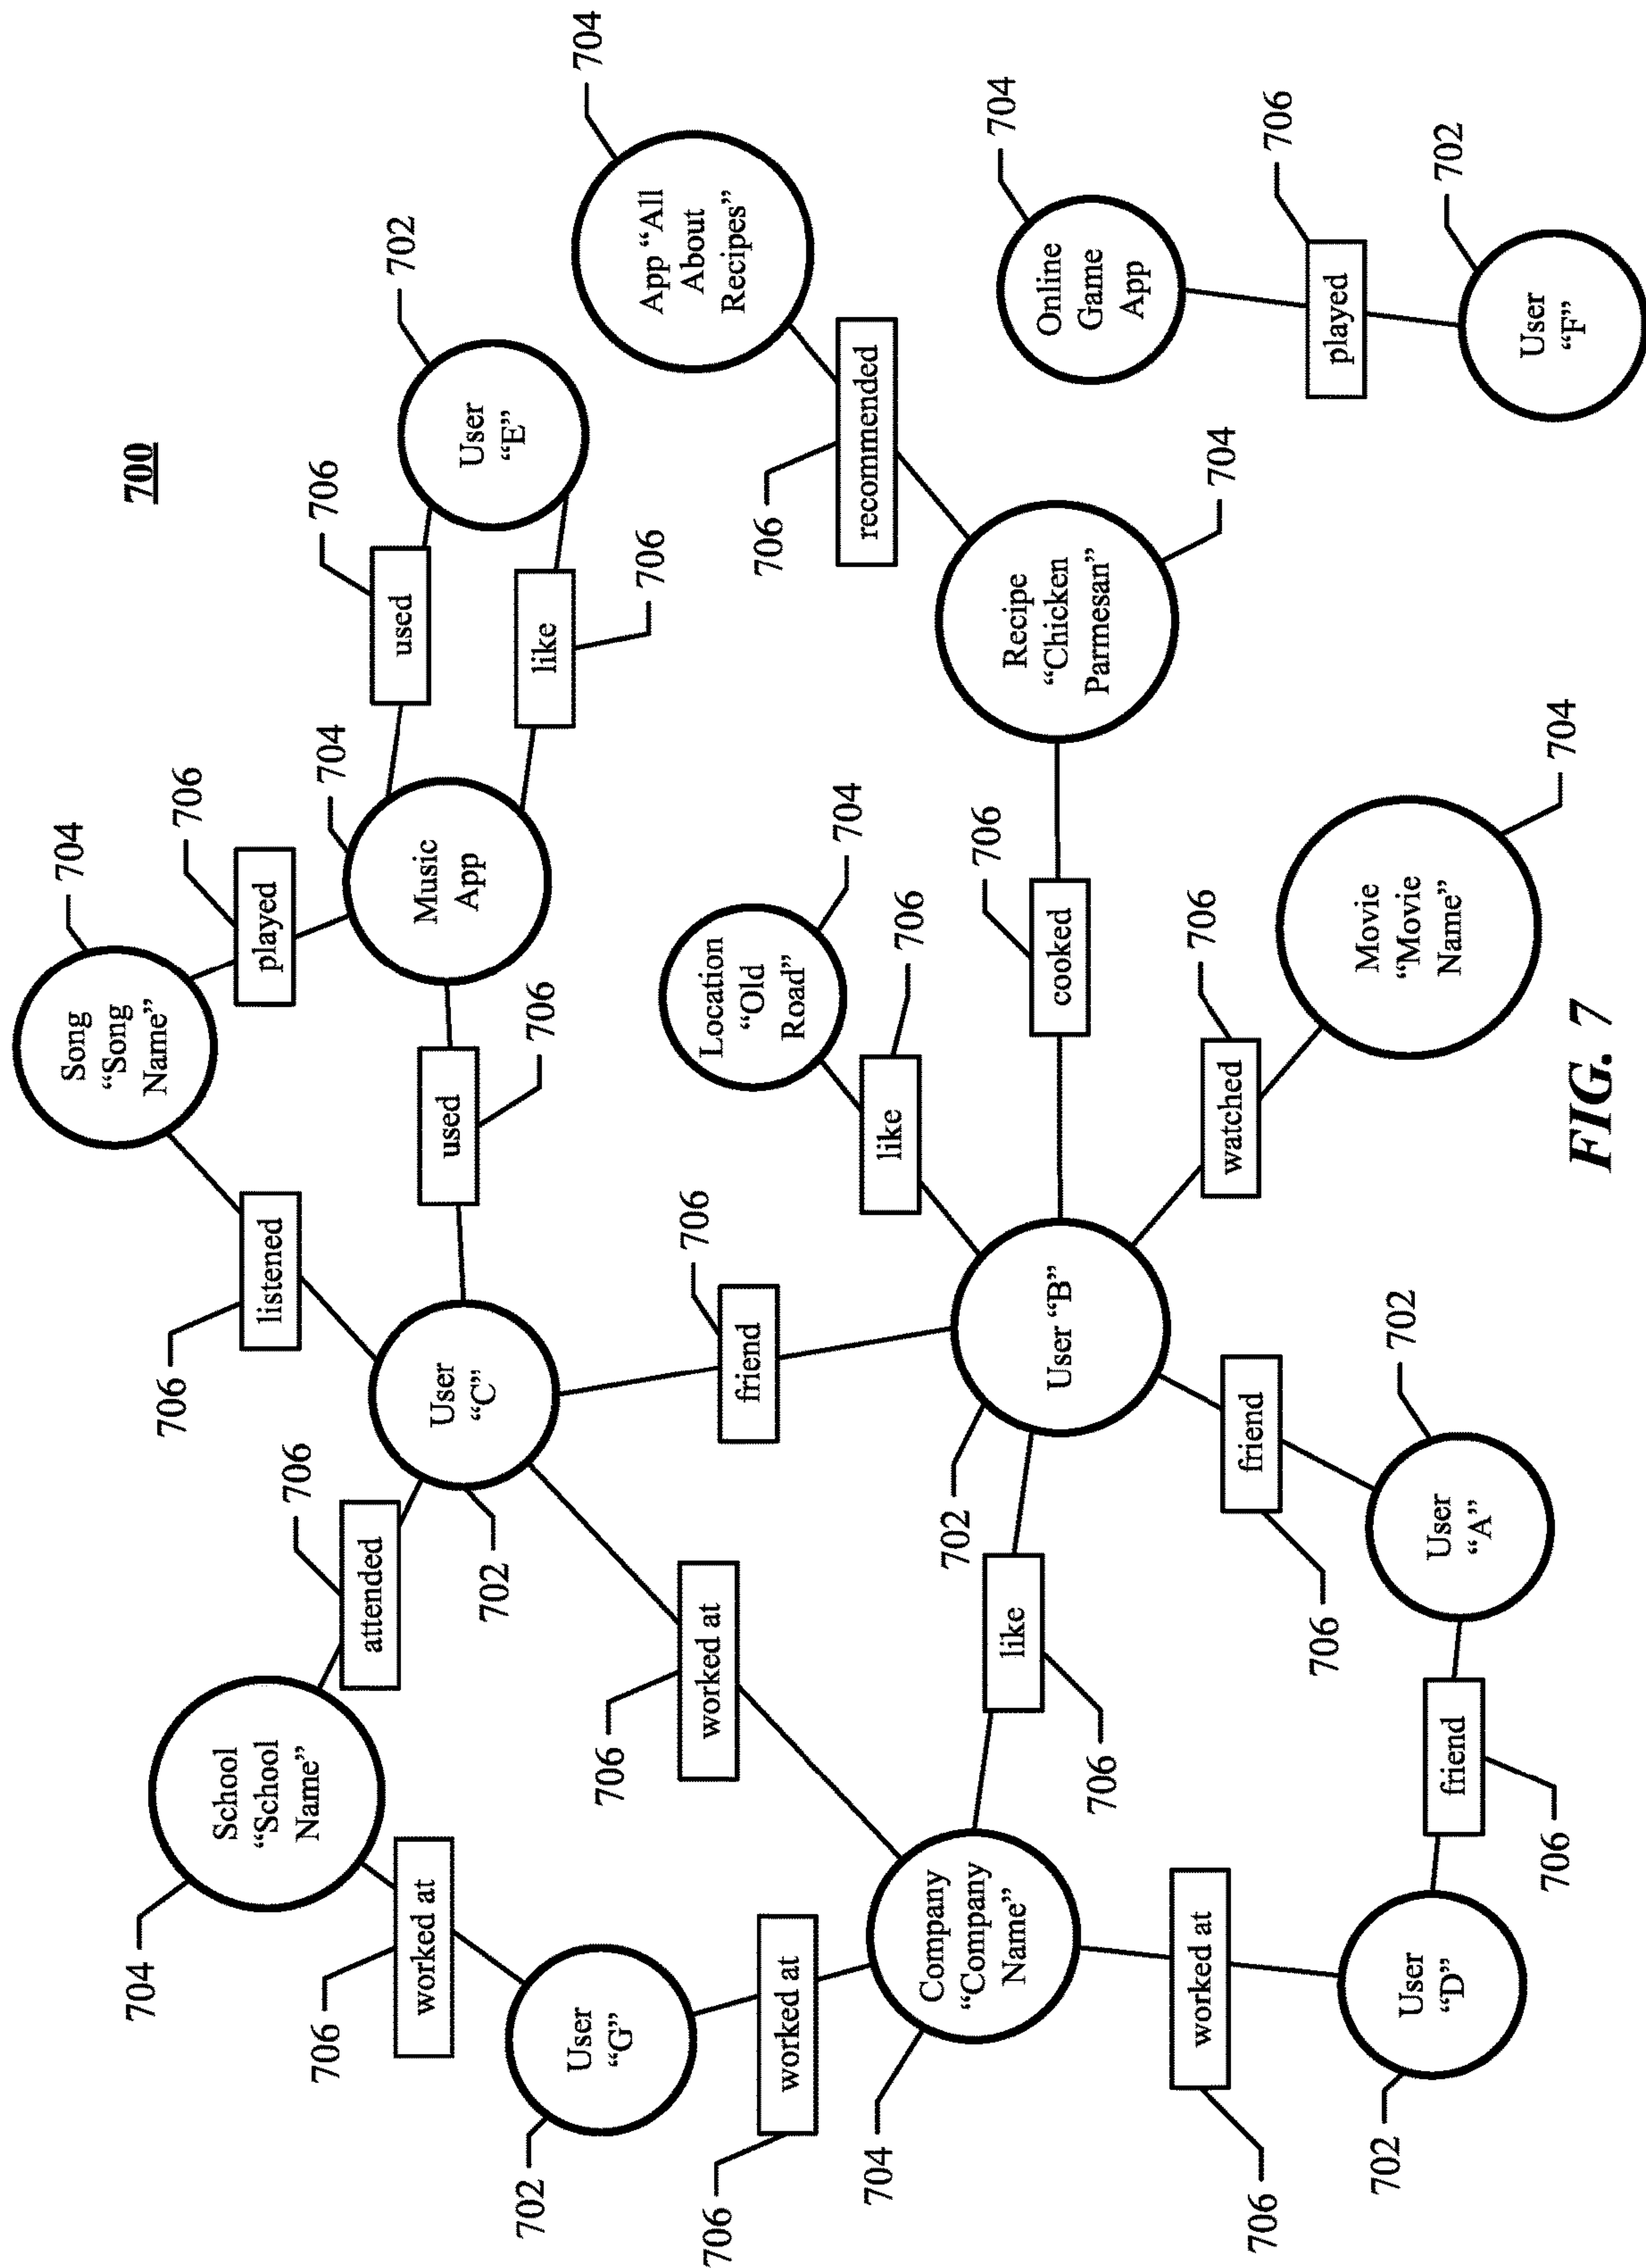 704
706
704
706
700
School
“School
Name”
Song
“Song
Name”
listened
played
706
706
706
702
attended
worked at
used
704
706
User
“C”
used
Music
App
User
“E”
702
702
like
706
706
User
“G”
706
706
704
worked at
706
worked at
friend
Location
“Old
Road”
App “All
About
Recipes”
706
recommended
704
704
like
706
Company
“Company
Name”
702
like
706
704
User “B”
706
cooked
Recipe
“Chicken
Parmesan”
Online
Game
App
706
worked at
706
friend
watched
706
704
706
702
User
“D”
friend
702
User
“A”
Movie
“Movie
Name”
played
702
706
704
User
“F”
FIG. 7